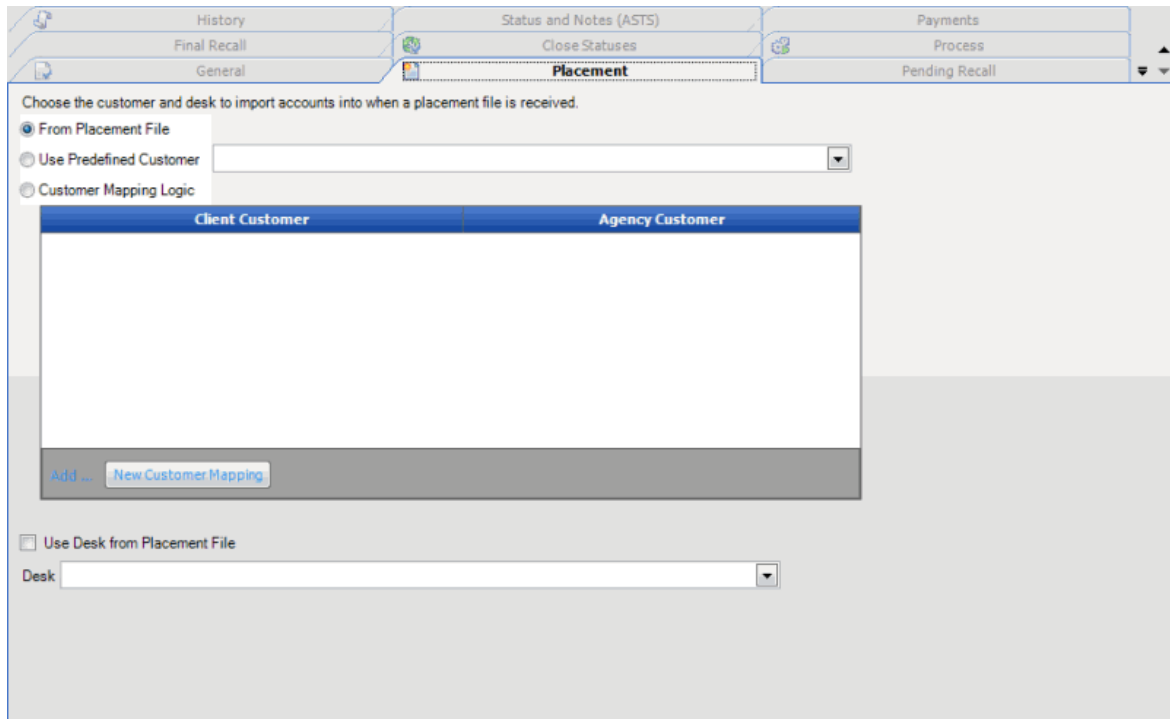 History Status and Notes (ASTS) Payments
Final Recall Close Statuses Process
General Placement Pending Recall
Choose the customer and desk to import accounts into when a placement file is received.
From Placement File
Use Predefined Customer
Customer Mapping Logic
Client Customer Agency Customer
Add ... New Customer Mapping
Use Desk from Placement File
Desk